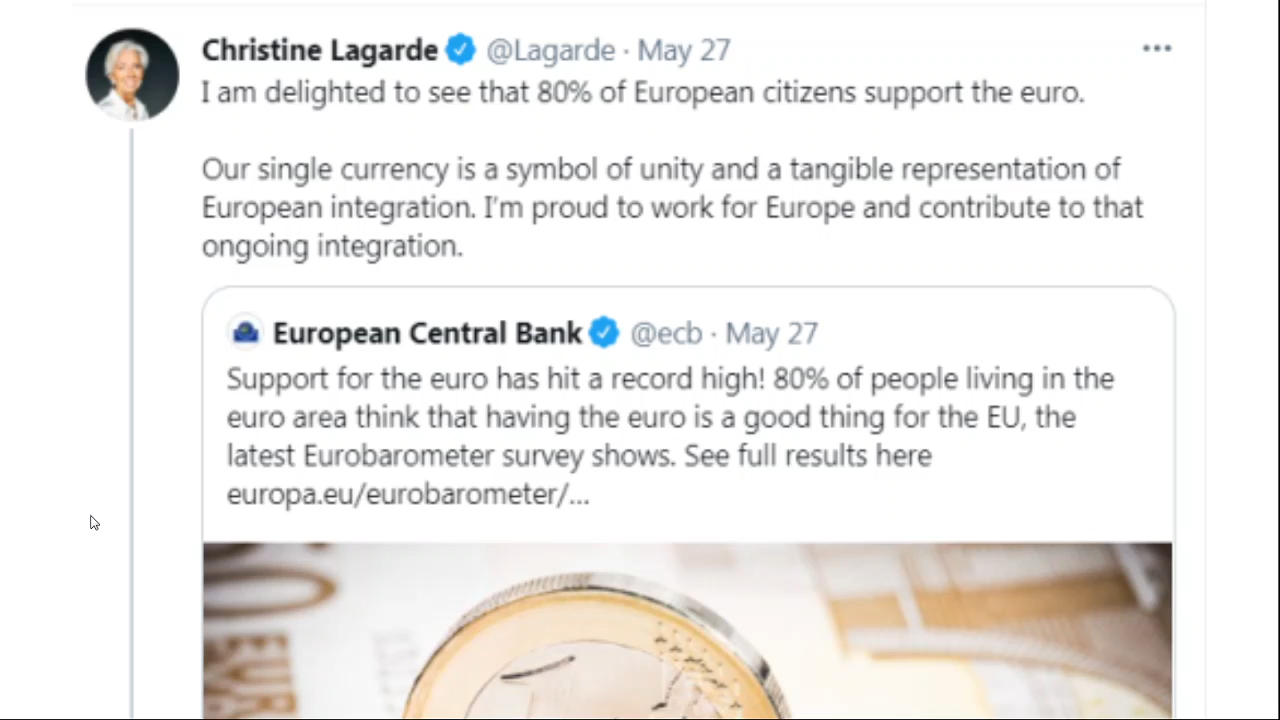 Christine Lagarde @Lagarde · May 27
I am delighted to see that 80% of European citizens support the euro.
Our single currency is a symbol of unity and a tangible representation of
European integration. I'm proud to work for Europe and contribute to that
ongoing integration.
European Central Bank @ecb · May 27
Support for the euro has hit a record high! 80% of people living in the
euro area think that having the euro is a good thing for the EU, the
latest Eurobarometer survey shows. See full results here
europa.eu/eurobarometer/...